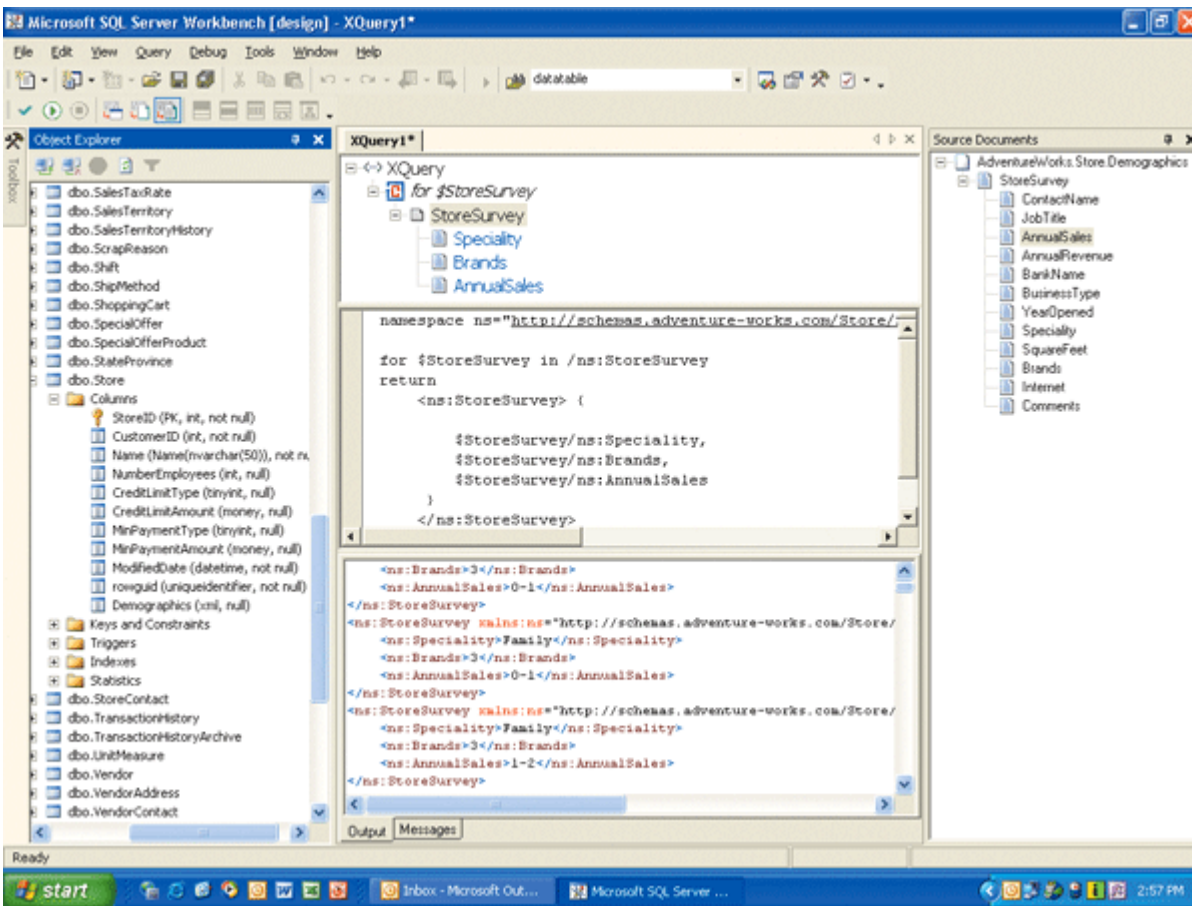 Microsoft SQL Server Workbench [design] - XQuery1*
File Edit View Query Debug Tools Window Help
datatable
Toolbox
Object Explorer
dbo.SalesTaxRate
dbo.SalesTerritory
dbo.SalesTerritoryHistory
dbo.ScrapReason
dbo.Shift
dbo.ShipMethod
dbo.ShoppingCart
dbo.SpecialOffer
dbo.SpecialOfferProduct
dbo.StateProvince
dbo.Store
Columns
StoreID (PK, int, not null)
CustomerID (int, not null)
Name (Name(nvarchar(50)), not nu
NumberEmployees (int, null)
CreditLimitType (tinyint, null)
CreditLimitAmount (money, null)
MinPaymentType (tinyint, null)
MinPaymentAmount (money, null)
ModifiedDate (datetime, not null)
rowguid (uniqueidentifier, not null)
Demographics (xml, null)
Keys and Constraints
Triggers
Indexes
Statistics
dbo.StoreContact
dbo.TransactionHistory
dbo.TransactionHistoryArchive
dbo.UnitMeasure
dbo.Vendor
dbo.VendorAddress
dbo.VendorContact
XQuery1*
XQuery
for $StoreSurvey
StoreSurvey
Speciality
Brands
AnnualSales
namespace ns="http://schemas.adventure-works.com/Store/
for $StoreSurvey in /ns:StoreSurvey
return
<ns:StoreSurvey> {
$StoreSurvey/ns:Speciality,
$StoreSurvey/ns:Brands,
$StoreSurvey/ns:AnnualSales
}
</ns:StoreSurvey>
<ns:Brands>3</ns:Brands>
<ns:AnnualSales>0-1</ns:AnnualSales>
</ns:StoreSurvey>
<ns:StoreSurvey xmlns:ns="http://schemas.adventure-works.com/Store/
<ns:Speciality>Family</ns:Speciality>
<ns:Brands>3</ns:Brands>
<ns:AnnualSales>0-1</ns:AnnualSales>
</ns:StoreSurvey>
<ns:StoreSurvey xmlns:ns="http://schemas.adventure-works.com/Store/
<ns:Speciality>Family</ns:Speciality>
<ns:Brands>3</ns:Brands>
<ns:AnnualSales>1-2</ns:AnnualSales>
</ns:StoreSurvey>
Output Messages
Source Documents
AdventureWorks.Store.Demographics
StoreSurvey
ContactName
JobTitle
AnnualSales
AnnualRevenue
BankName
BusinessType
YearOpened
Speciality
SquareFeet
Brands
Internet
Comments
Ready
start Inbox - Microsoft Out... Microsoft SQL Server ... 2:57 PM